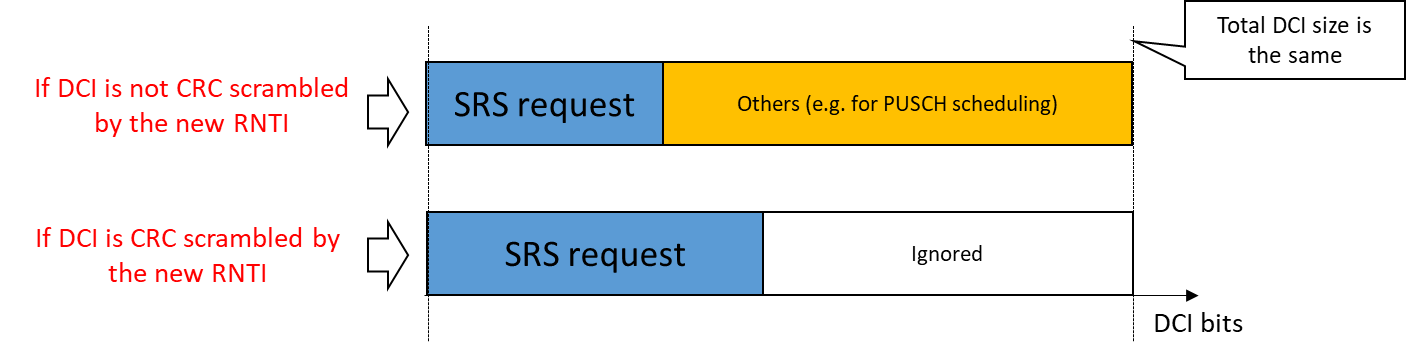 Total DCI size is
the same
If DCI is not CRC scrambled
by the new RNTI
SRS request
Others (e.g. for PUSCH scheduling)
If DCI is CRC scrambled by
the new RNTI
SRS request
Ignored
DCI bits